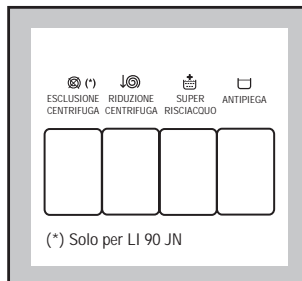 (*)
ESCLUSIONE RIDUZIONE SUPER ANTIPIEGA
CENTRIFUGA CENTRIFUGA RISCIACQUO
(*) Solo per LI 90 JN